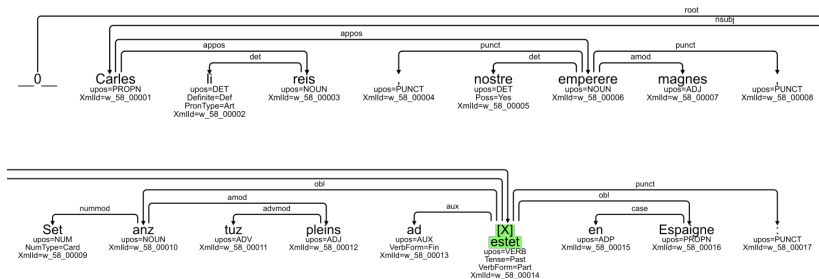 root
nsubj
appos
appos punct punct
det det amod
__0__ Carles li reis , nostre emperere magnes ,
upos=PROPN upos=DET upos=NOUN upos=PUNCT upos=DET upos=NOUN upos=ADJ upos=PUNCT
XmlId=w_58_00001 Definite=Def XmlId=w_58_00003 XmlId=w_58_00004 Poss=Yes XmlId=w_58_00006 XmlId=w_58_00007 XmlId=w_58_00008
PronType=Art XmlId=w_58_00005
XmlId=w_58_00002
obl punct
amod obl
nummod advmod aux case
Set anz tuz pleins ad [X] en Espaigne :
estet
upos=NUM upos=NOUN upos=ADV upos=ADJ upos=AUX upos=VERB upos=ADP upos=PROPN upos=PUNCT
NumType=Card XmlId=w_58_00010 XmlId=w_58_00011 XmlId=w_58_00012 VerbForm=Fin Tense=Past XmlId=w_58_00015 XmlId=w_58_00016 XmlId=w_58_00017
XmlId=w_58_00009 XmlId=w_58_00013 VerbForm=Part
XmlId=w_58_00014